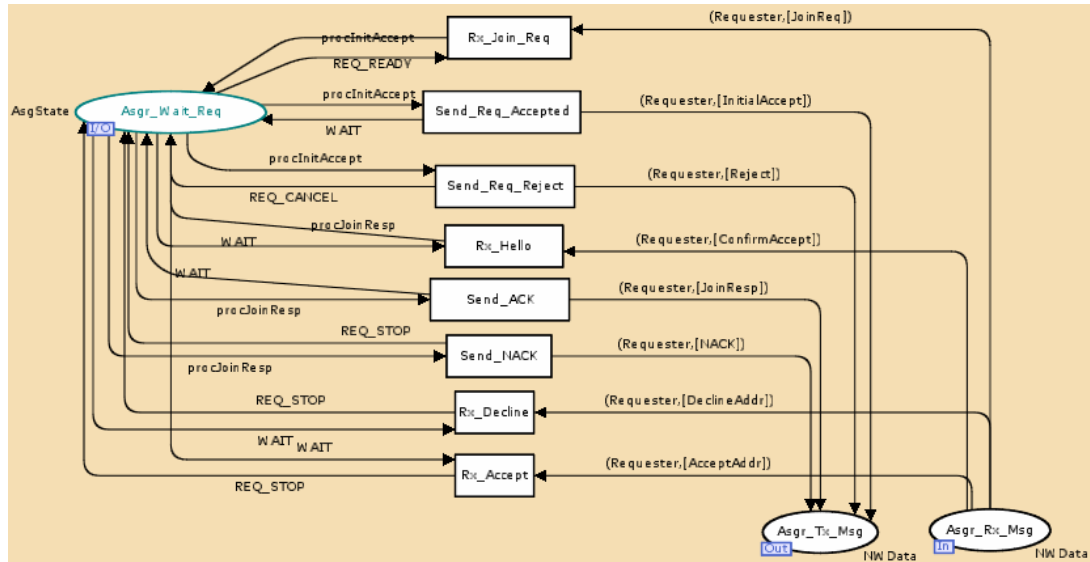 (Requester,[JoinReq])
procInitAccept
Rx_Join_Req
REQ_READY
AsgState
Asgr_Wait_Req
I/O
procInitAccept
Send_Req_Accepted
(Requester,[InitialAccept])
WAIT
procInitAccept
Send_Req_Reject
(Requester,[Reject])
REQ_CANCEL
procJoinResp
WAIT
Rx_Hello
(Requester,[ConfirmAccept])
WAIT
Send_ACK
(Requester,[JoinResp])
procJoinResp
REQ_STOP
Send_NACK
(Requester,[NACK])
procJoinResp
REQ_STOP
Rx_Decline
(Requester,[DeclineAddr])
WAIT
WAIT
Rx_Accept
(Requester,[AcceptAddr])
REQ_STOP
Asgr_Tx_Msg
Out
NW Data
Asgr_Rx_Msg
In
NW Data